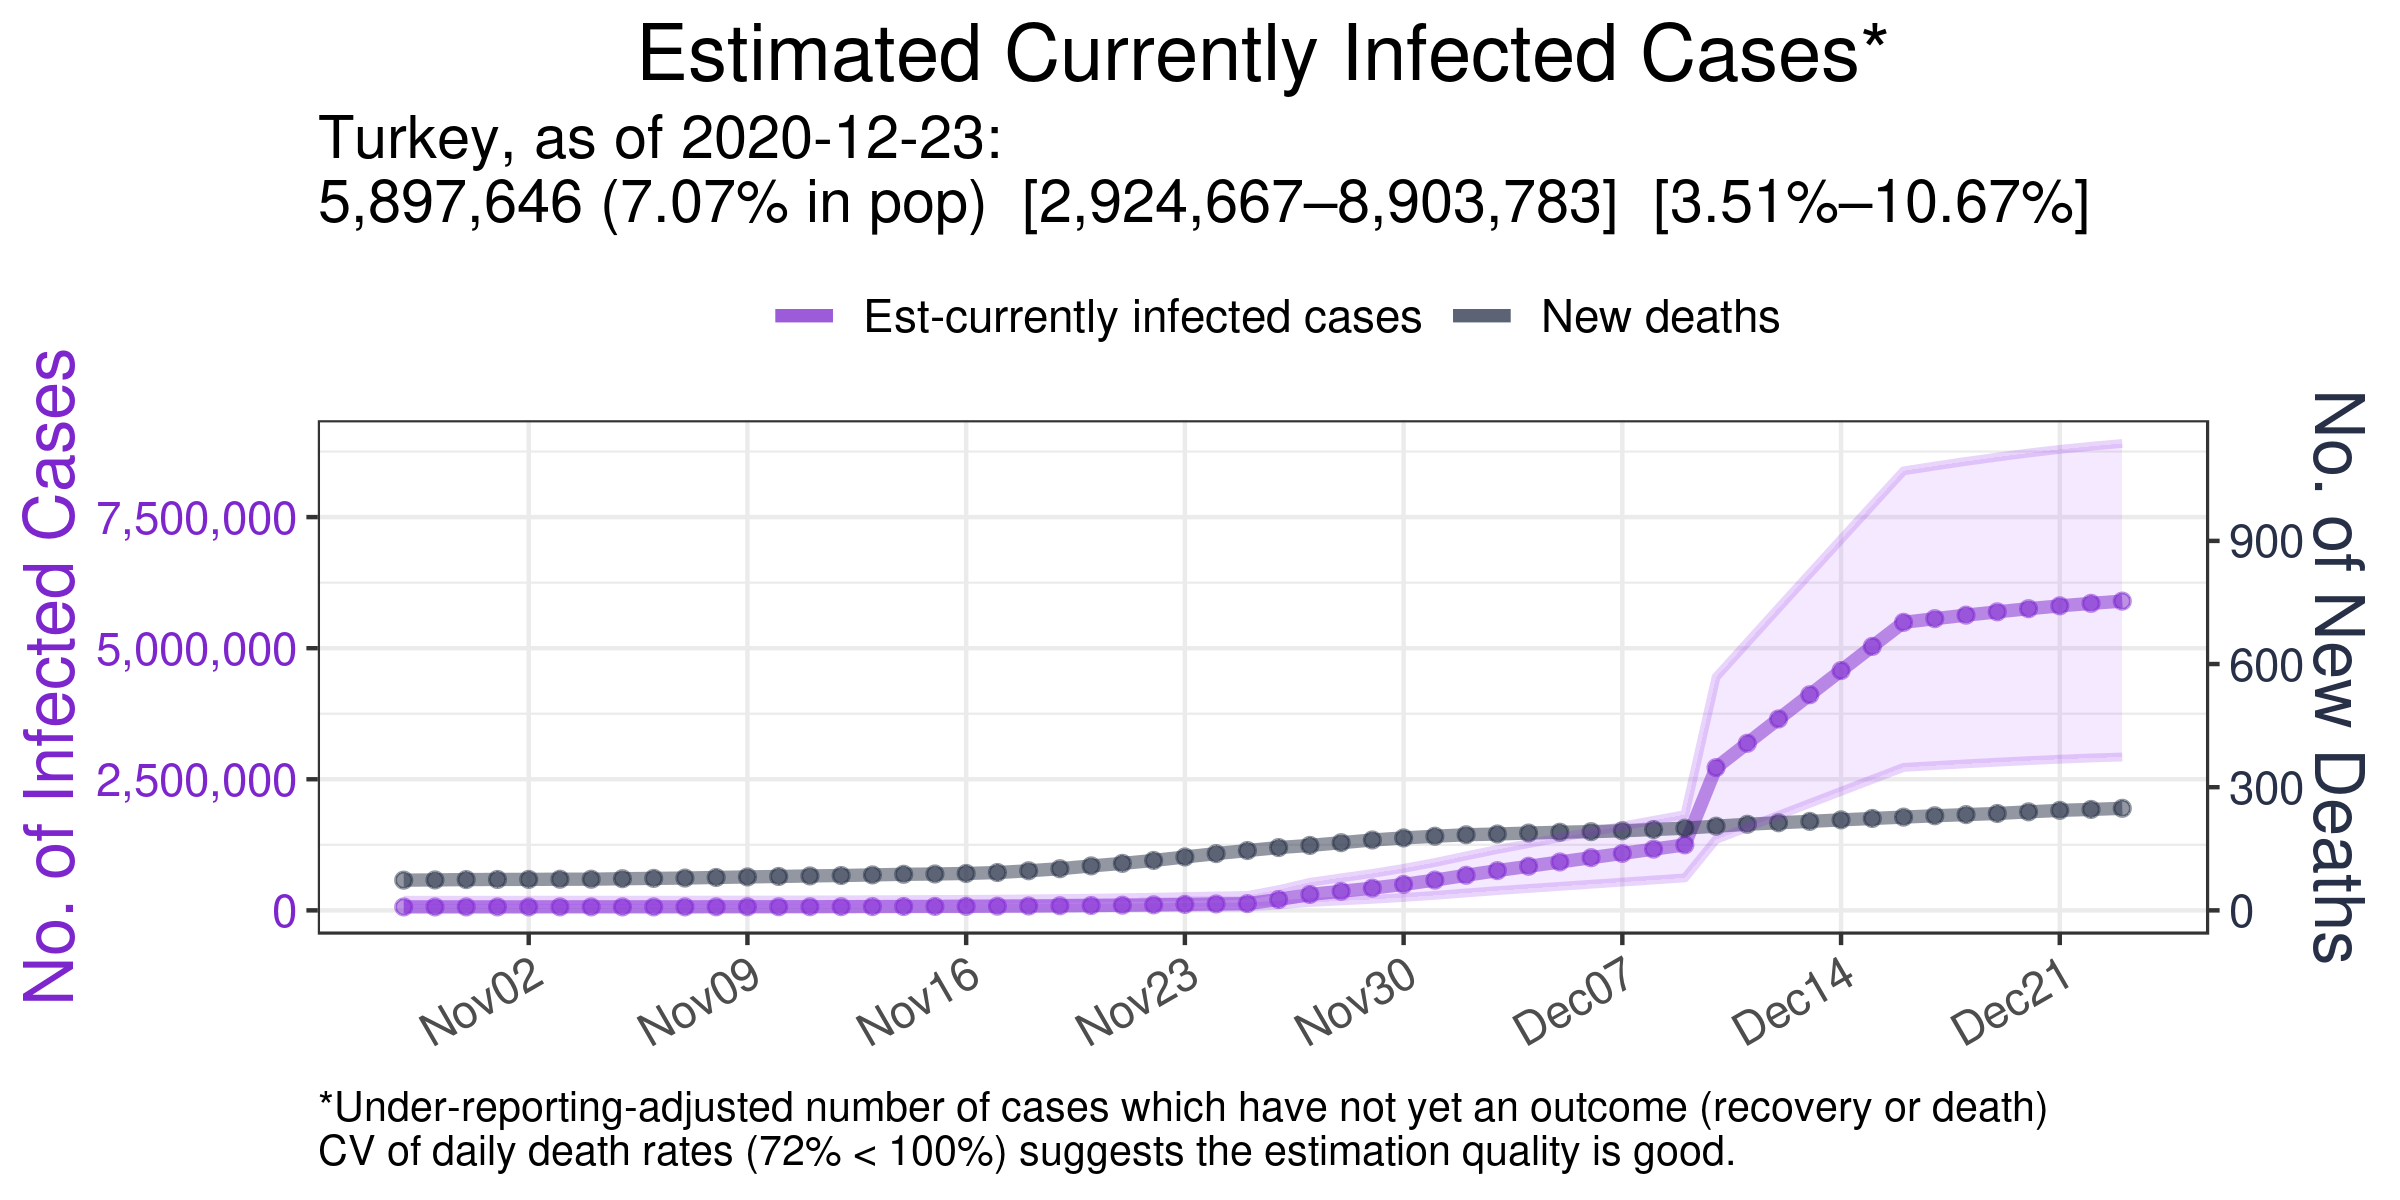 Estimated Currently Infected Cases*
Turkey, as of 2020-12-23:
5,897,646 (7.07% in pop) [2,924,667–8,903,783] [3.51%–10.67%]
Est-currently infected cases
New deaths
No. of Infected Cases
7,500,000
5,000,000
2,500,000
0
No. of New Deaths
900
600
300
0
Nov02
Nov09
Nov16
Nov23
Nov30
Dec07
Dec14
Dec21
*Under-reporting-adjusted number of cases which have not yet an outcome (recovery or death)
CV of daily death rates (72% < 100%) suggests the estimation quality is good.